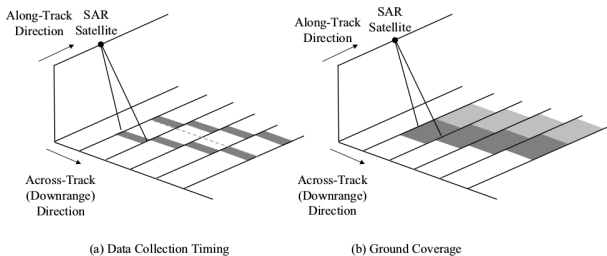 Along-Track
Direction
SAR
Satellite
Across-Track
(Downrange)
Direction
(a) Data Collection Timing
Along-Track
Direction
SAR
Satellite
Across-Track
(Downrange)
Direction
(b) Ground Coverage